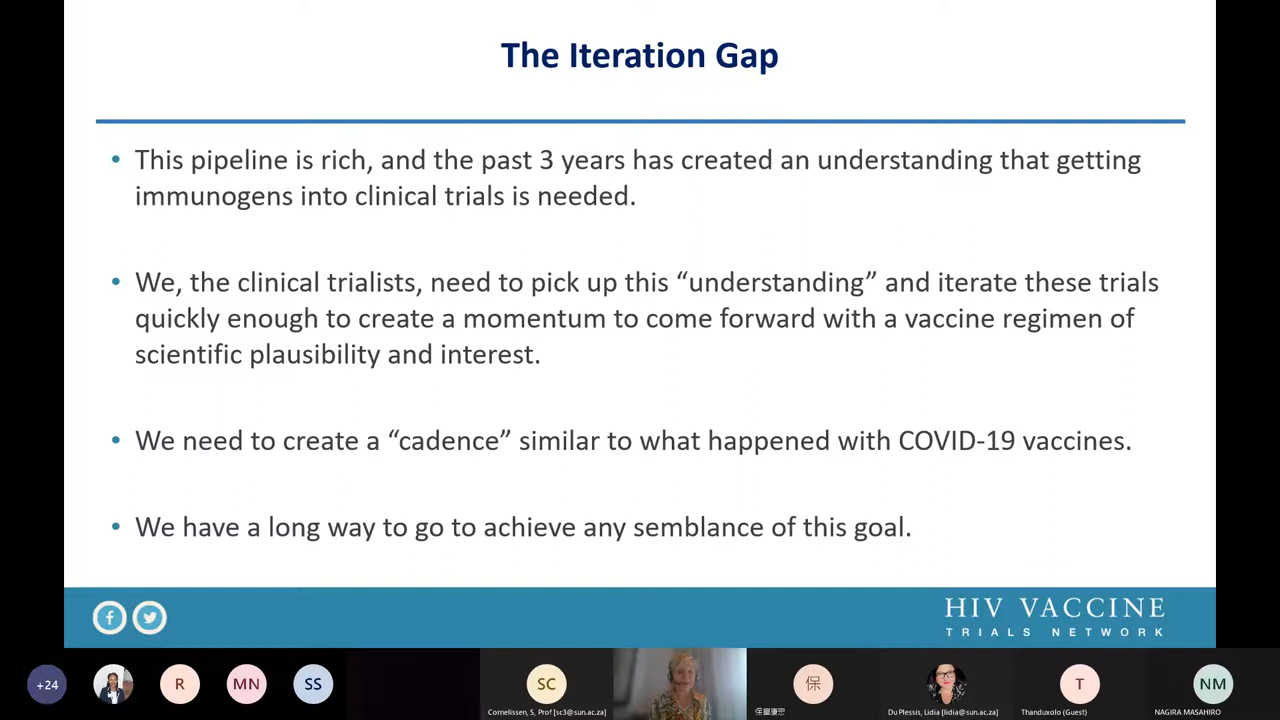 The Iteration Gap
• This pipeline is rich, and the past 3 years has created an understanding that getting
immunogens into clinical trials is needed.
• We, the clinical trialists, need to pick up this “understanding” and iterate these trials
quickly enough to create a momentum to come forward with a vaccine regimen of
scientific plausibility and interest.
• We need to create a “cadence” similar to what happened with COVID-19 vaccines.
• We have a long way to go to achieve any semblance of this goal.
HIV VACCINE
TRIALS NETWORK
+24
R
MN
SS
SC
保
T
NM
Cornelissen, S, Prof [sc3@sun.ac.za]
Du Plessis, Lidia [lidia@sun.ac.za]
Thanduxolo (Guest)
NAGIRA MASAHIRO